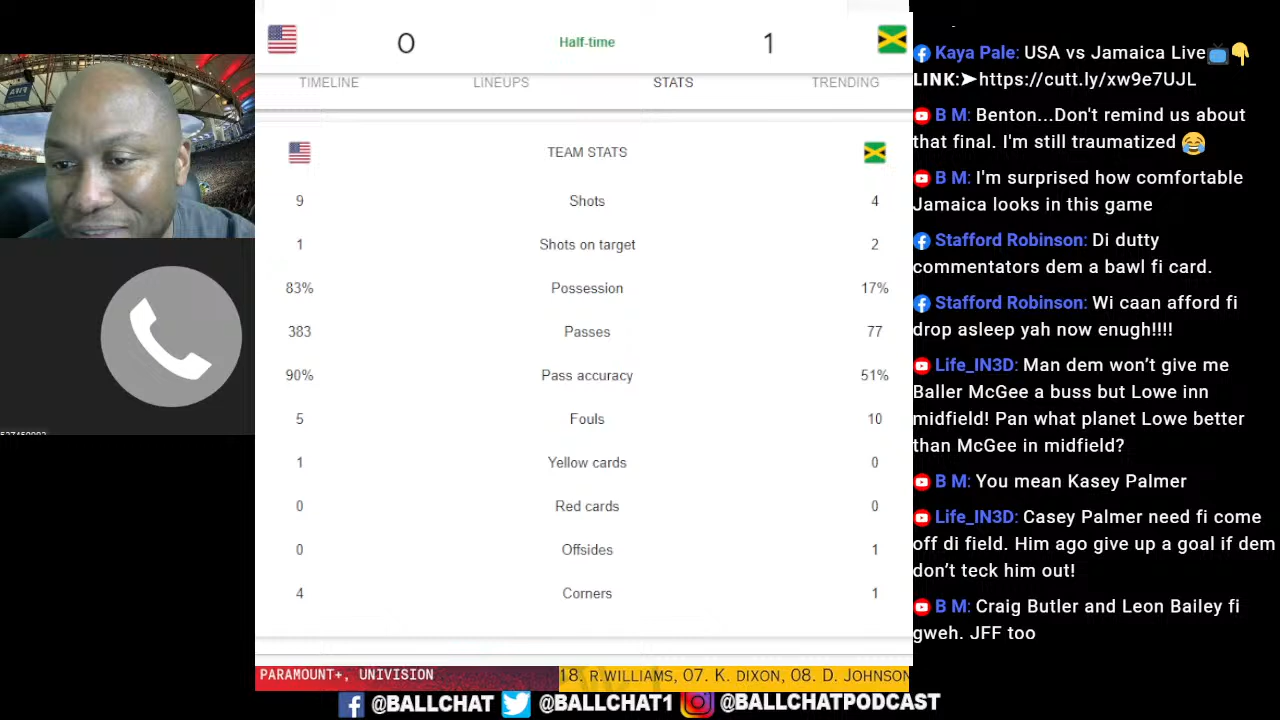 0
Half-time
1
TIMELINE
LINEUPS
STATS
TRENDING
TEAM STATS
9 Shots 4
1 Shots on target 2
83% Possession 17%
383 Passes 77
90% Pass accuracy 51%
5 Fouls 10
1 Yellow cards 0
0 Red cards 0
0 Offsides 1
4 Corners 1
Kaya Pale: USA vs Jamaica Live📺👇
LINK:➤https://cutt.ly/xw9e7UJL
B M: Benton...Don't remind us about
that final. I'm still traumatized 😂
B M: I'm surprised how comfortable
Jamaica looks in this game
Stafford Robinson: Di dutty
commentators dem a bawl fi card.
Stafford Robinson: Wi caan afford fi
drop asleep yah now enugh!!!!
Life_IN3D: Man dem won't give me
Baller McGee a buss but Lowe inn
midfield! Pan what planet Lowe better
than McGee in midfield?
B M: You mean Kasey Palmer
Life_IN3D: Casey Palmer need fi come
off di field. Him ago give up a goal if dem
don't teck him out!
B M: Craig Butler and Leon Bailey fi
gweh. JFF too
PARAMOUNT+, UNIVISION
18. R.WILLIAMS, 07. K. DIXON, 08. D. JOHNSON
@BALLCHAT @BALLCHAT1 @BALLCHATPODCAST